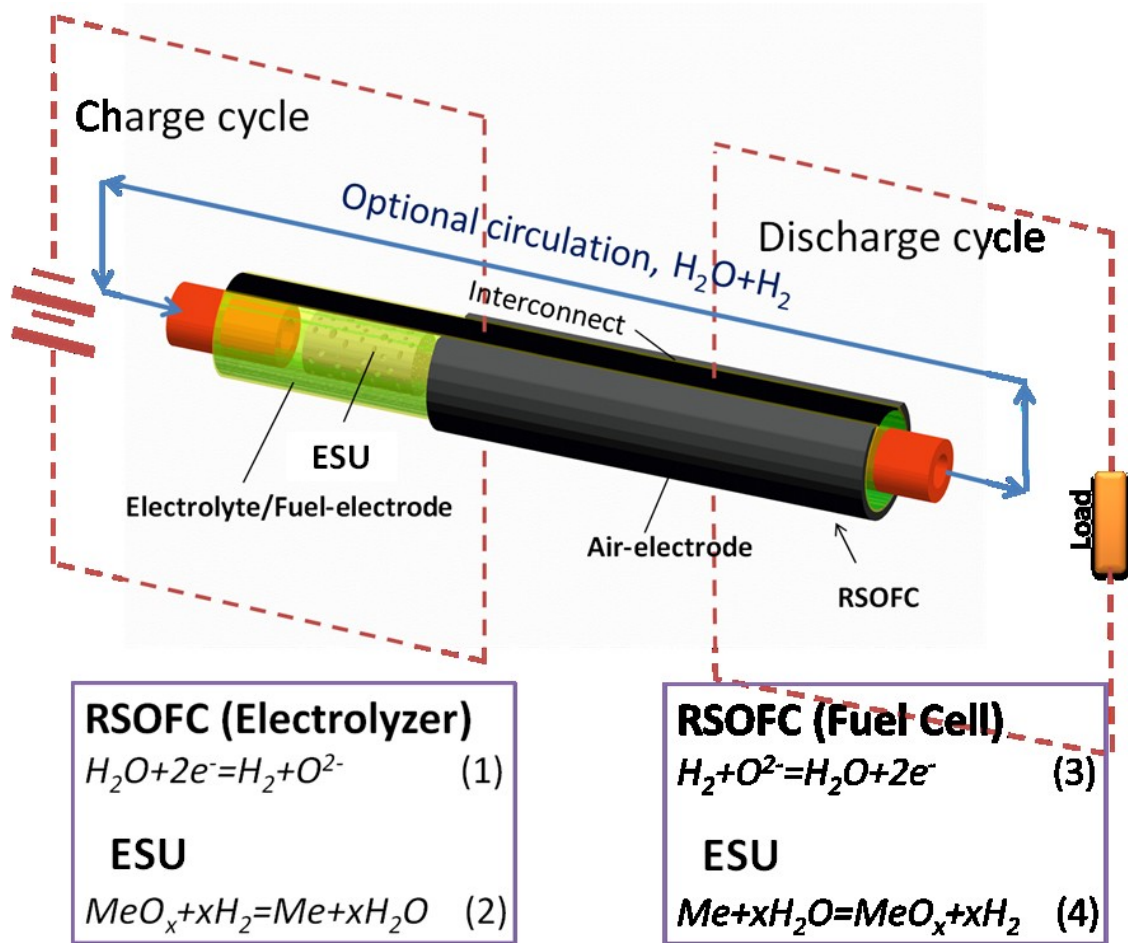 Charge cycle
Optional circulation, H₂O+H₂
Discharge cycle
Interconnect
ESU
Electrolyte/Fuel-electrode
Air-electrode
RSOFC
Load
RSOFC (Electrolyzer)
H₂O+2e⁻=H₂+O²⁻ (1)
ESU
MeOₓ+xH₂=Me+xH₂O (2)
RSOFC (Fuel Cell)
H₂+O²⁻=H₂O+2e⁻ (3)
ESU
Me+xH₂O=MeOₓ+xH₂ (4)